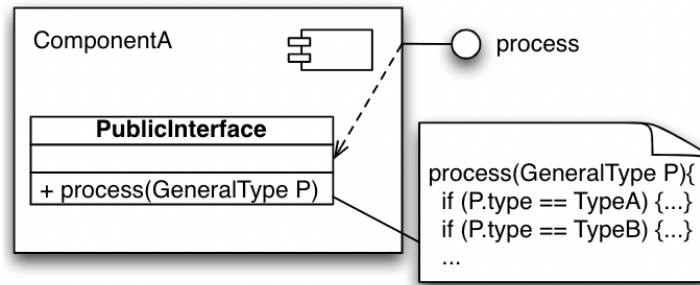 ComponentA
process
PublicInterface
+ process(GeneralType P)
process(GeneralType P){
if (P.type == TypeA) {...}
if (P.type == TypeB) {...}
...